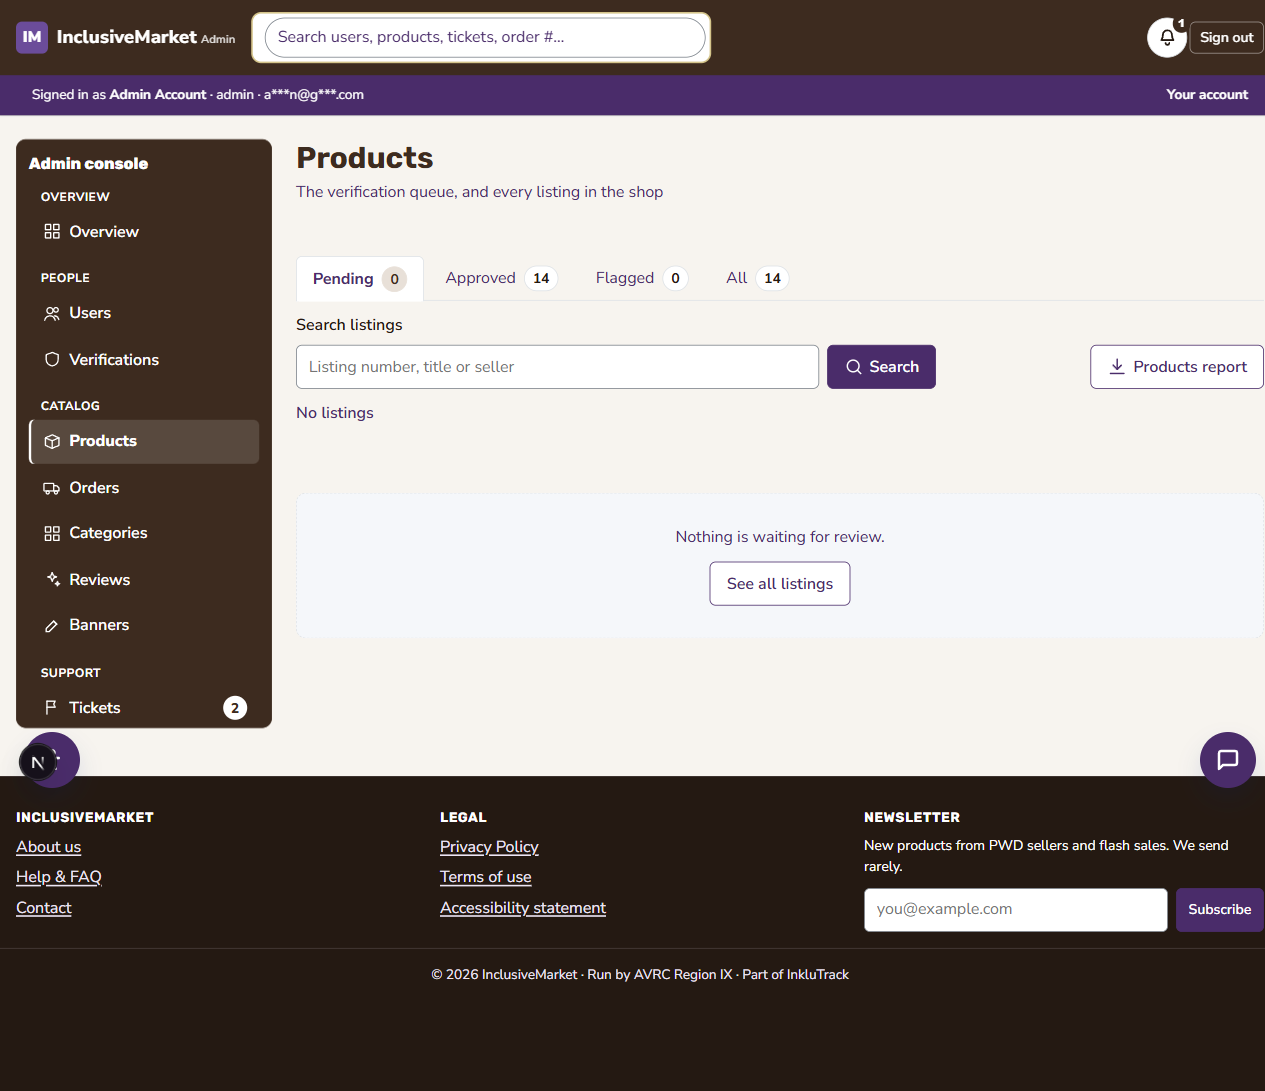 IM InclusiveMarket Admin
Search users, products, tickets, order #...
1
Sign out
Signed in as Admin Account · admin · a***n@g***.com
Your account
Admin console
OVERVIEW
Overview
PEOPLE
Users
Verifications
CATALOG
Products
Orders
Categories
Reviews
Banners
SUPPORT
Tickets 2
N
Products
The verification queue, and every listing in the shop
Pending 0 Approved 14 Flagged 0 All 14
Search listings
Listing number, title or seller
Search
Products report
No listings
Nothing is waiting for review.
See all listings
INCLUSIVEMARKET
About us
Help & FAQ
Contact
LEGAL
Privacy Policy
Terms of use
Accessibility statement
NEWSLETTER
New products from PWD sellers and flash sales. We send
rarely.
you@example.com
Subscribe
© 2026 InclusiveMarket · Run by AVRC Region IX · Part of InkluTrack